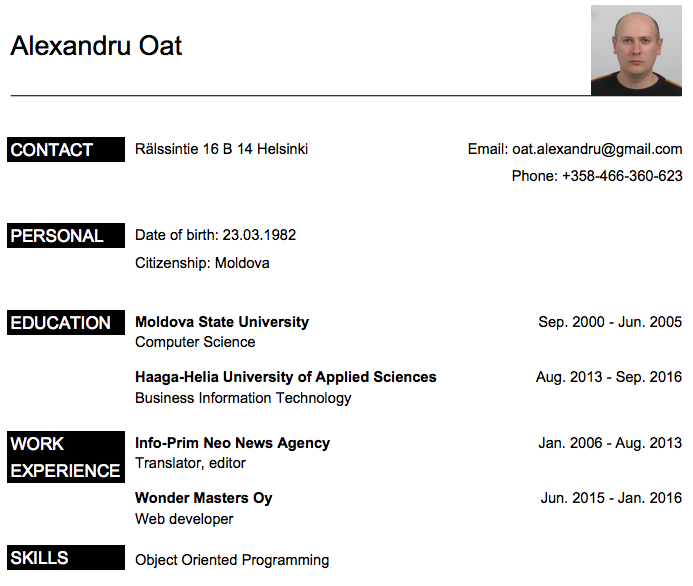 Alexandru Oat
CONTACT Rälssintie 16 B 14 Helsinki Email: oat.alexandru@gmail.com
Phone: +358-466-360-623
PERSONAL Date of birth: 23.03.1982
Citizenship: Moldova
EDUCATION Moldova State University Sep. 2000 - Jun. 2005
Computer Science
Haaga-Helia University of Applied Sciences Aug. 2013 - Sep. 2016
Business Information Technology
WORK Info-Prim Neo News Agency Jan. 2006 - Aug. 2013
EXPERIENCE Translator, editor
Wonder Masters Oy Jun. 2015 - Jan. 2016
Web developer
SKILLS Object Oriented Programming